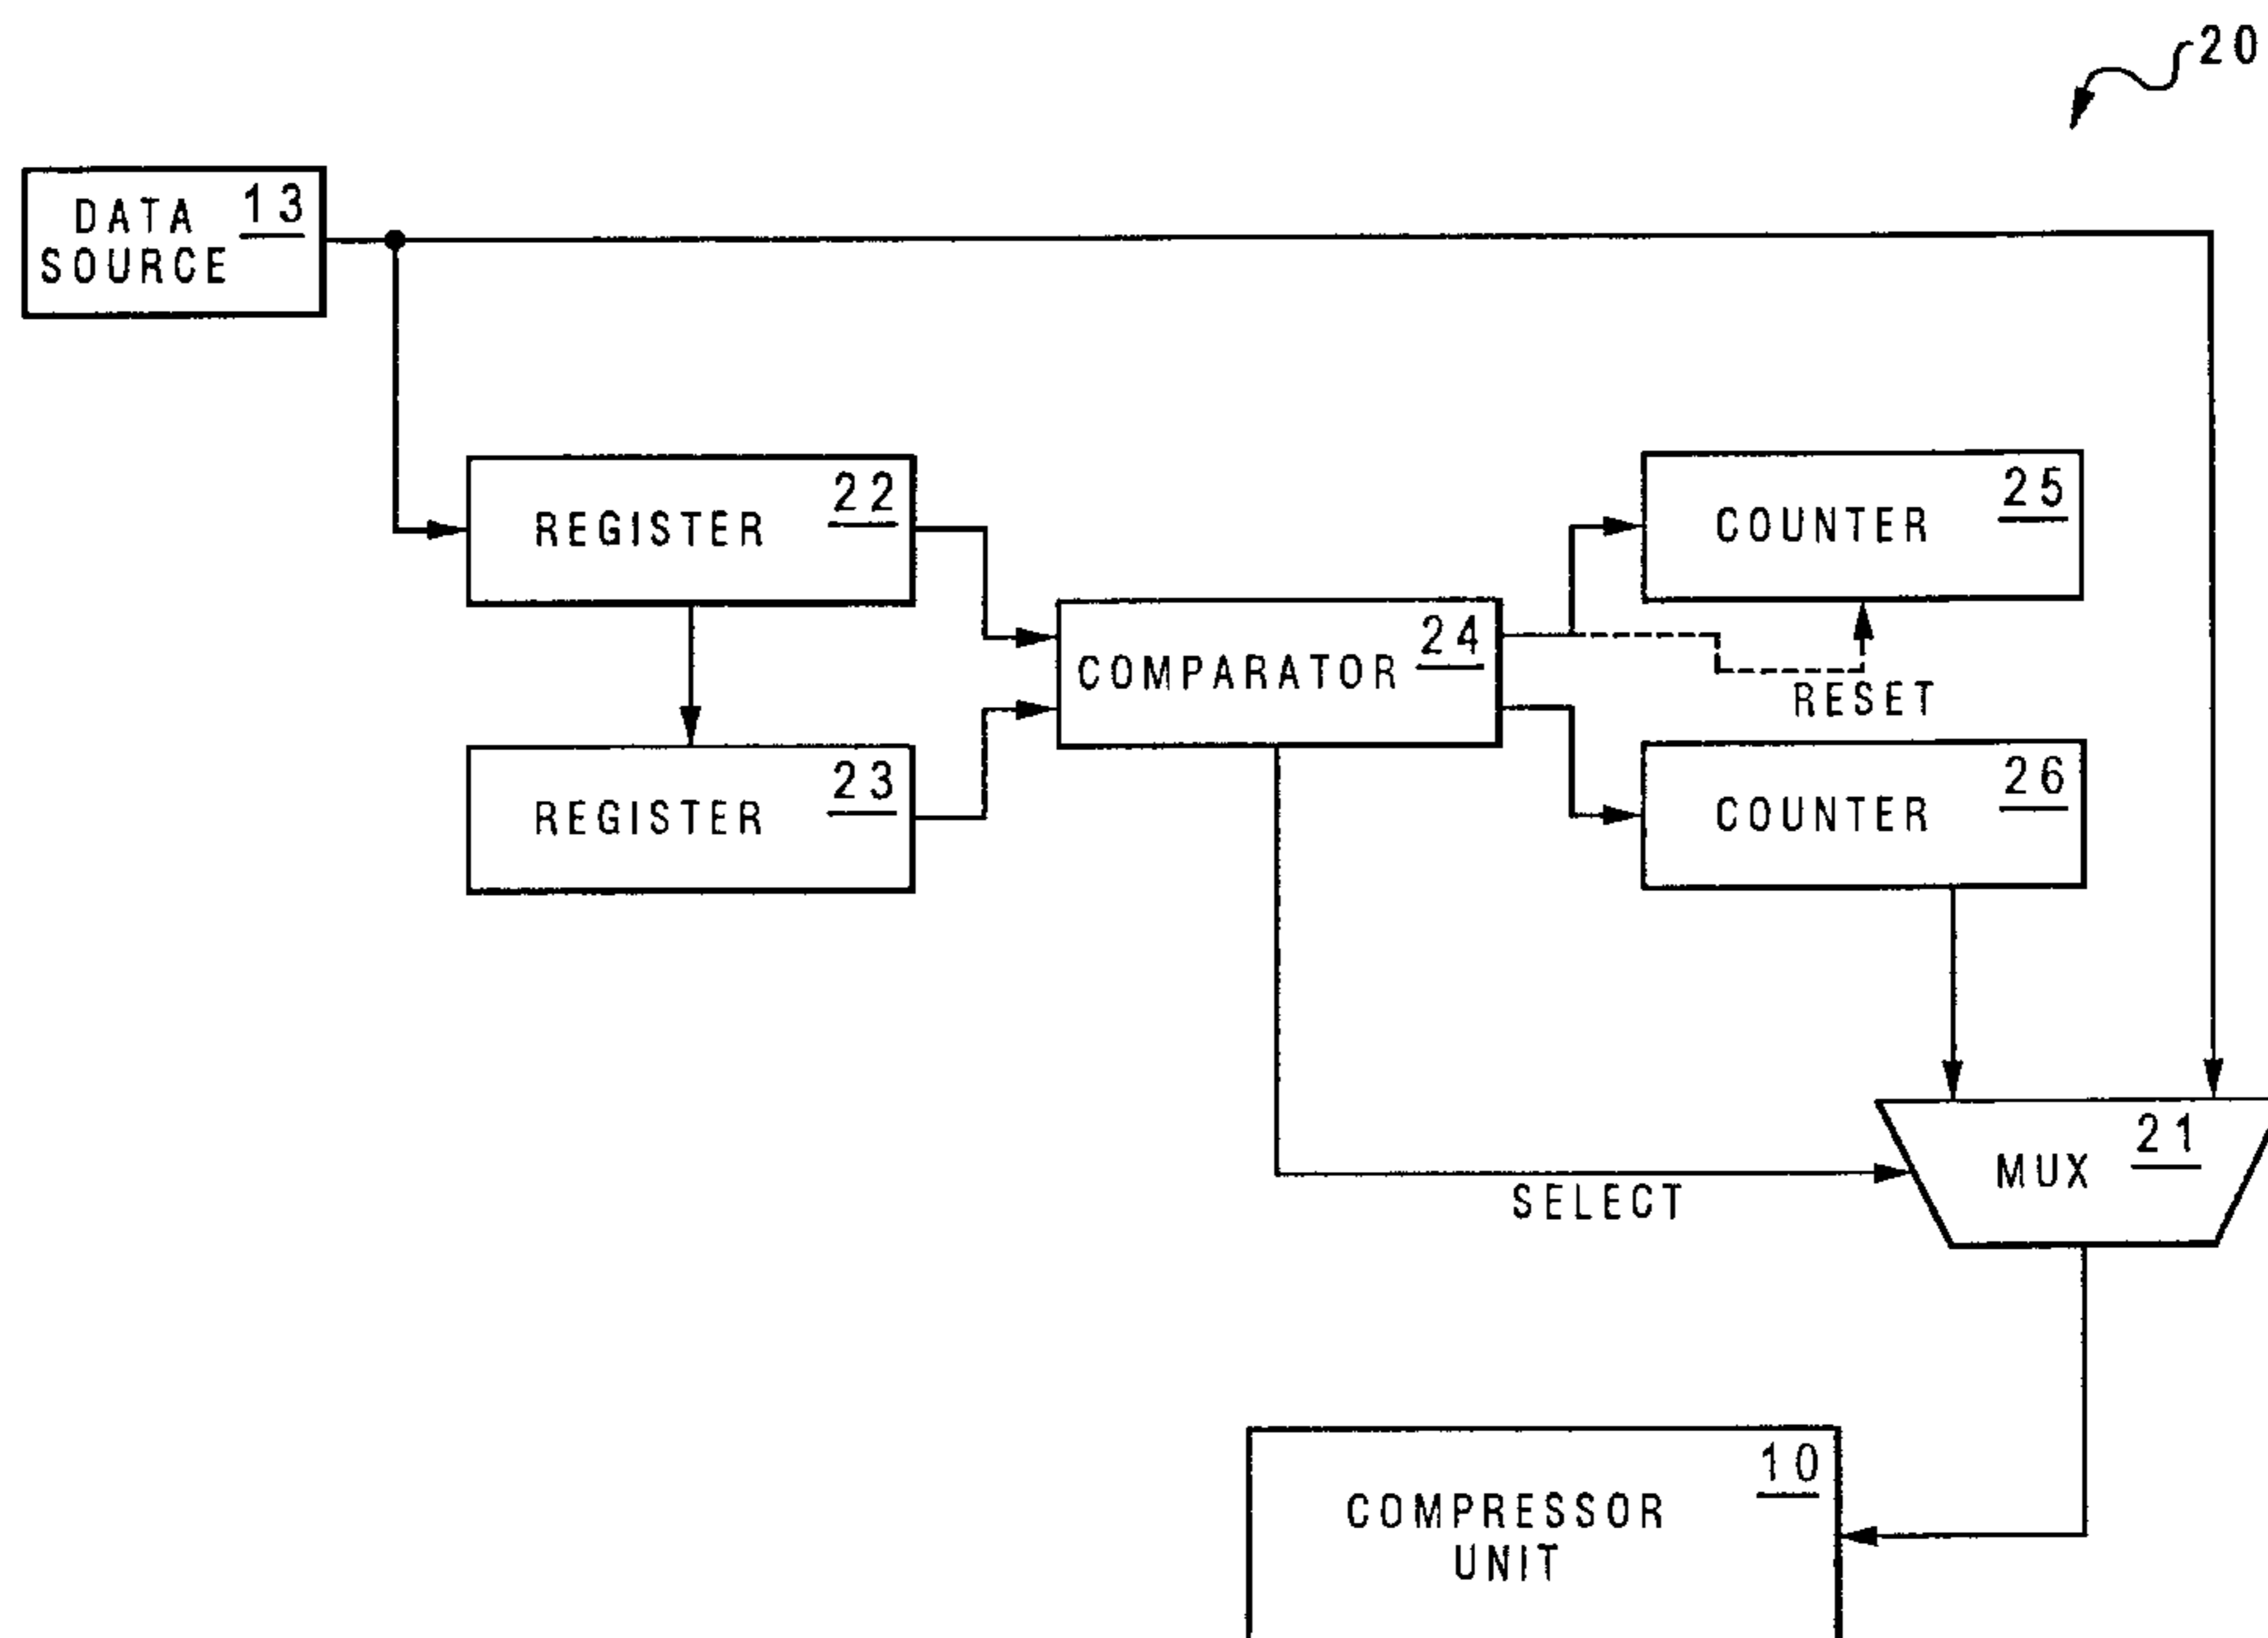 20
DATA 13
SOURCE
REGISTER 22
COUNTER 25
COMPARATOR 24
RESET
REGISTER 23
COUNTER 26
MUX 21
SELECT
COMPRESSOR 10
UNIT